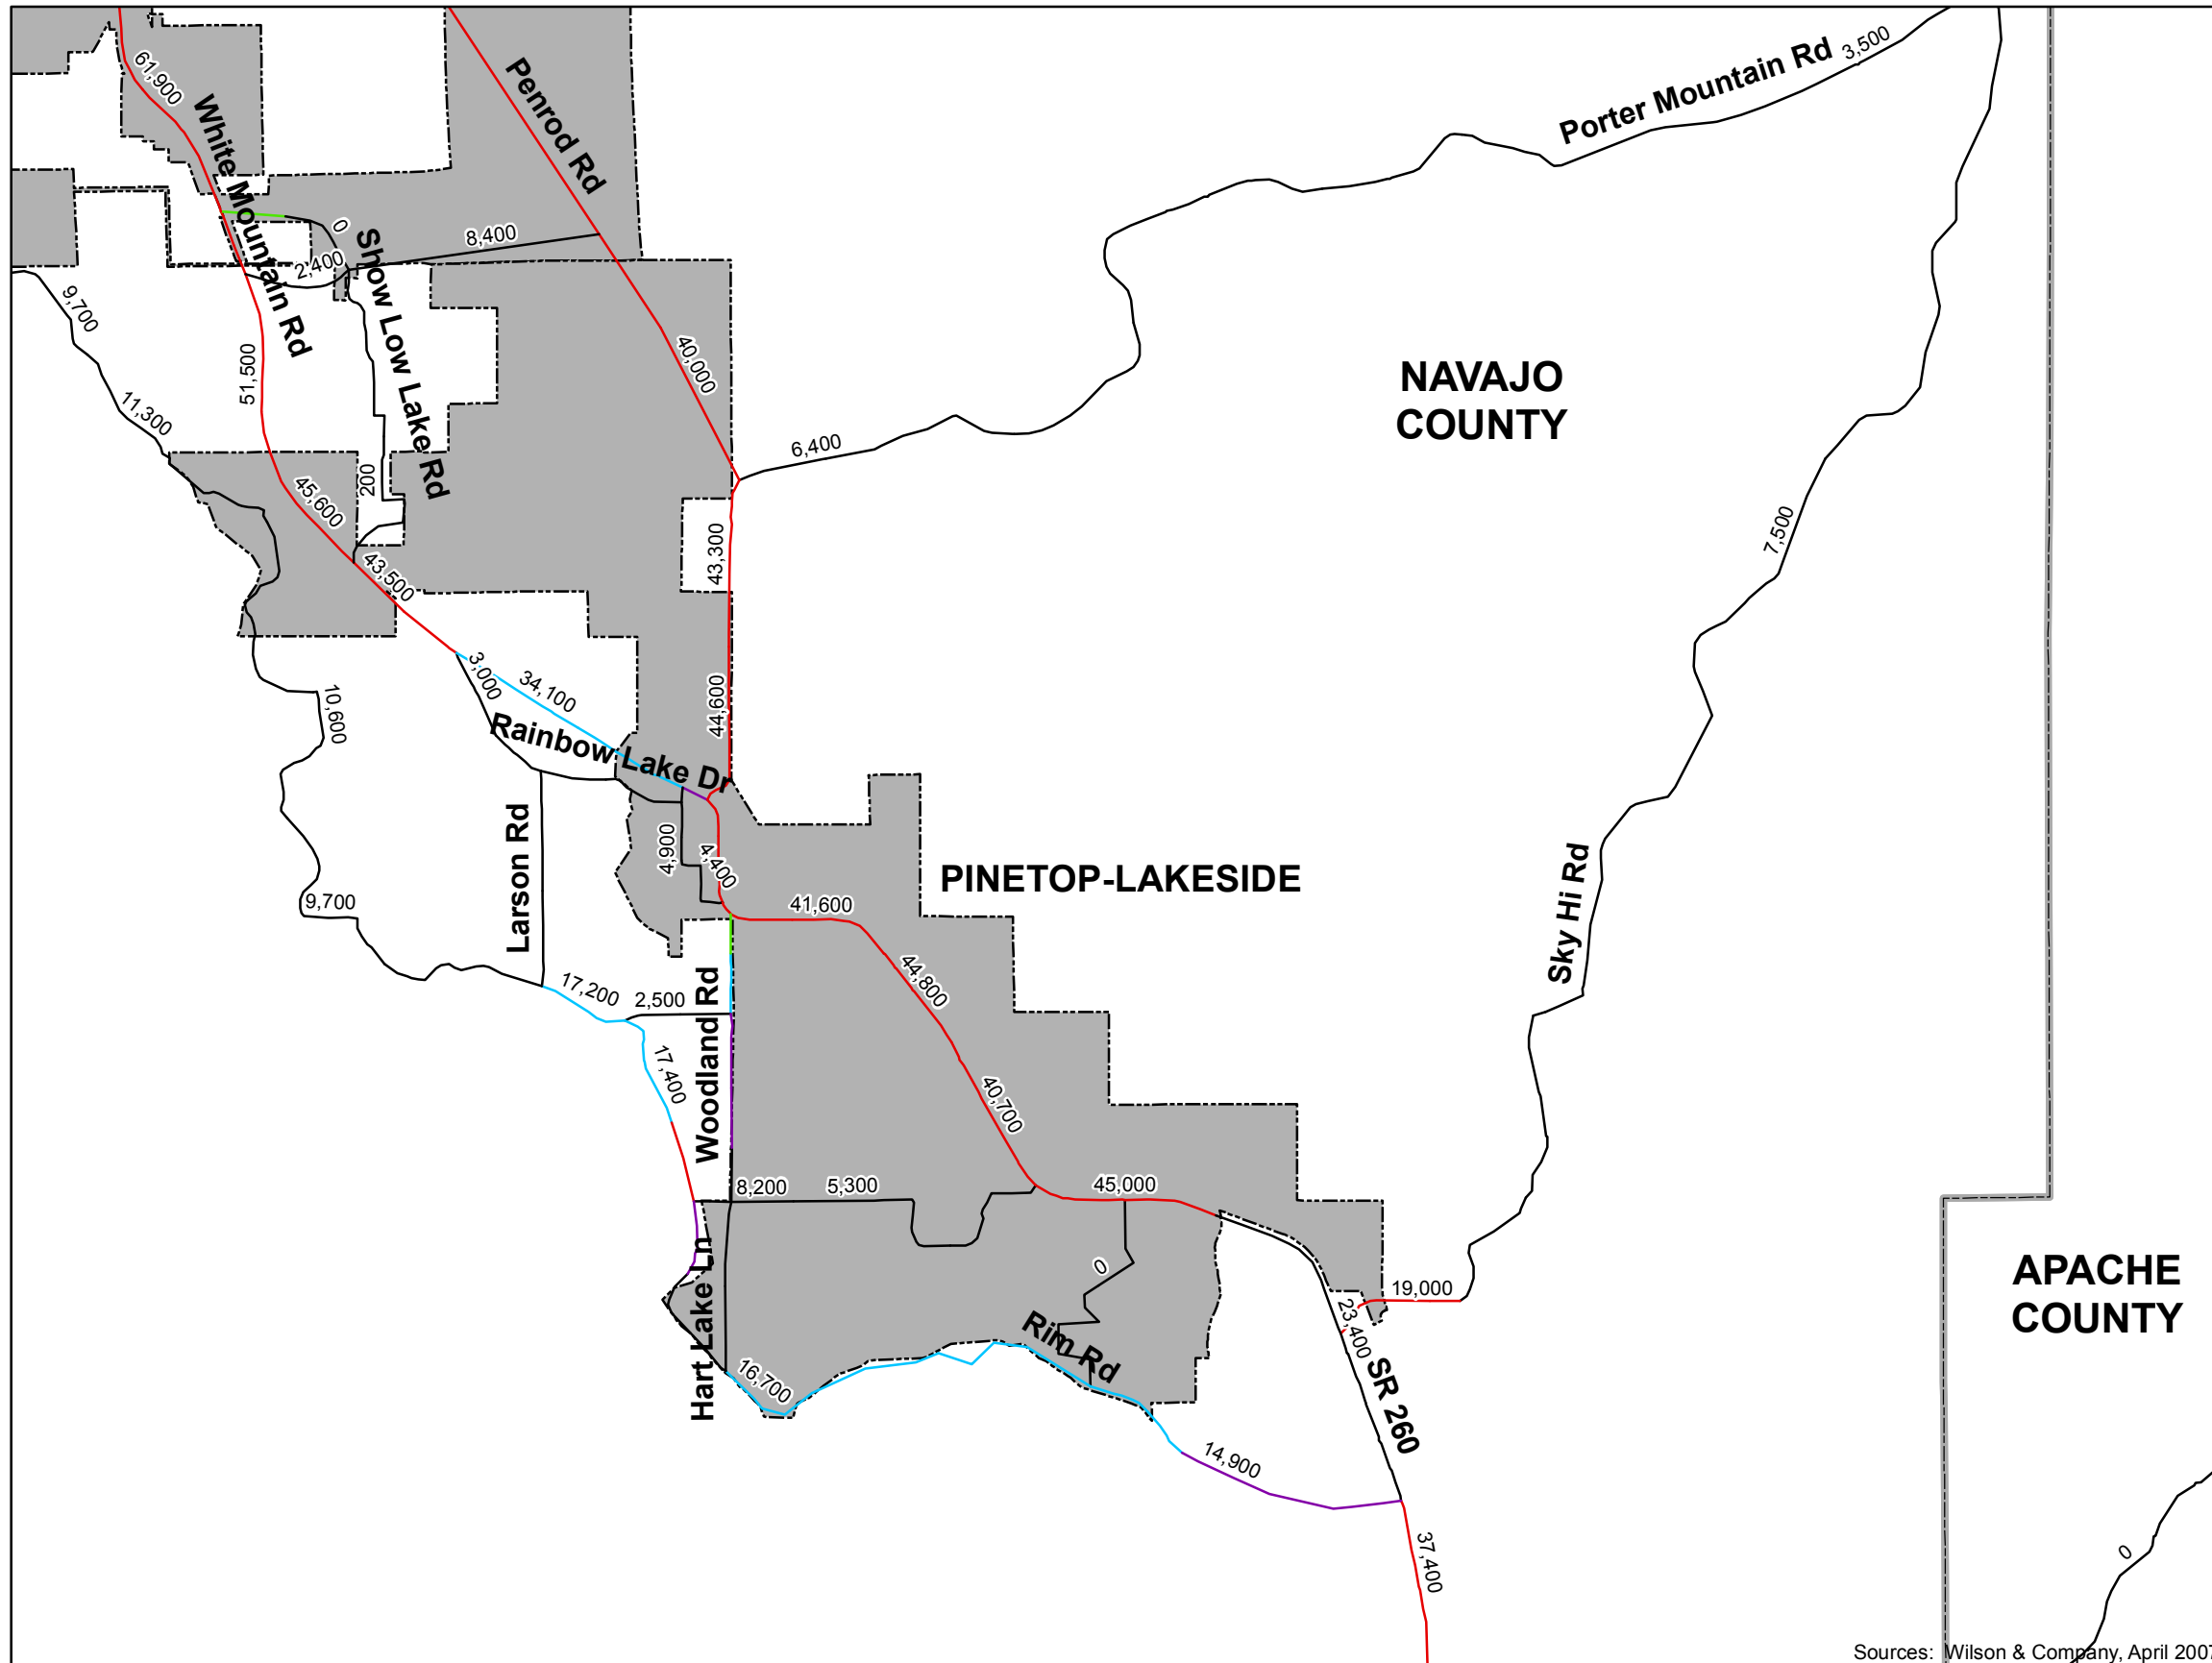 61,900
White Mountain Rd
Penrod Rd
Porter Mountain Rd
3,500
0
Show Low Lake Rd
8,400
2,400
9,700
51,500
40,000
NAVAJO
COUNTY
11,300
6,400
200
45,600
43,300
7,500
43,500
3,000
34,100
10,600
44,600
Rainbow Lake Dr
Larson Rd
4,900
4,400
PINETOP-LAKESIDE
9,700
41,600
Sky Hi Rd
44,800
17,200
2,500
Woodland Rd
17,400
40,700
8,200
5,300
45,000
Hart Lake Ln
0
19,000
APACHE
COUNTY
23,400
Rim Rd
16,700
SR 260
14,900
37,400
0
Sources: Wilson & Company, April 2007